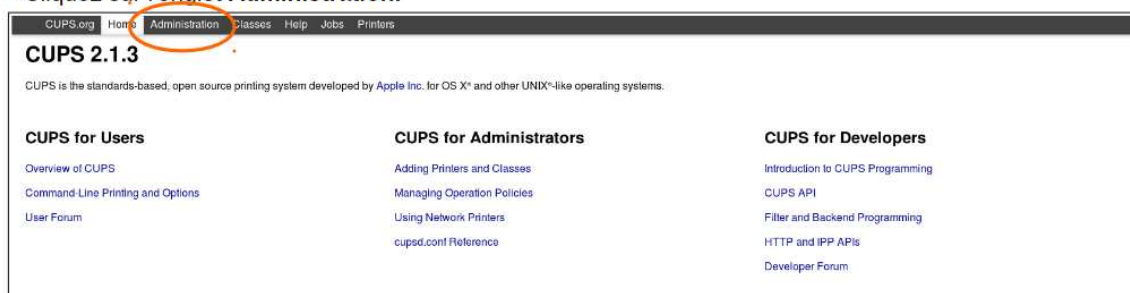 Cliquez sur l'onglet Administration.
CUPS.org Home Administration Classes Help Jobs Printers
CUPS 2.1.3
CUPS is the standards-based, open source printing system developed by Apple Inc. for OS X® and other UNIX®-like operating systems.
CUPS for Users
Overview of CUPS
Command-Line Printing and Options
User Forum
CUPS for Administrators
Adding Printers and Classes
Managing Operation Policies
Using Network Printers
cupsd.conf Reference
CUPS for Developers
Introduction to CUPS Programming
CUPS API
Filter and Backend Programming
HTTP and IPP APIs
Developer Forum